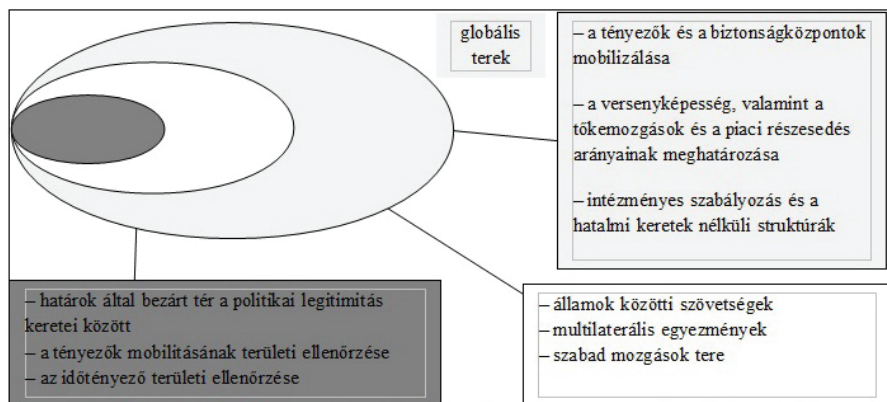 globális
terek
– a tényezők és a biztonságközpontok
mobilizálása
– a versenyképesség, valamint a
tőkemozgások és a piaci részesedés
arányainak meghatározása
– intézményes szabályozás és a
hatalmi keretek nélküli struktúrák
– határok által bezárt tér a politikai legitimitás
keretei között
– a tényezők mobilitásának területi ellenőrzése
– az időtényező területi ellenőrzése
– államok közötti szövetségek
– multilaterális egyezmények
– szabad mozgások tere